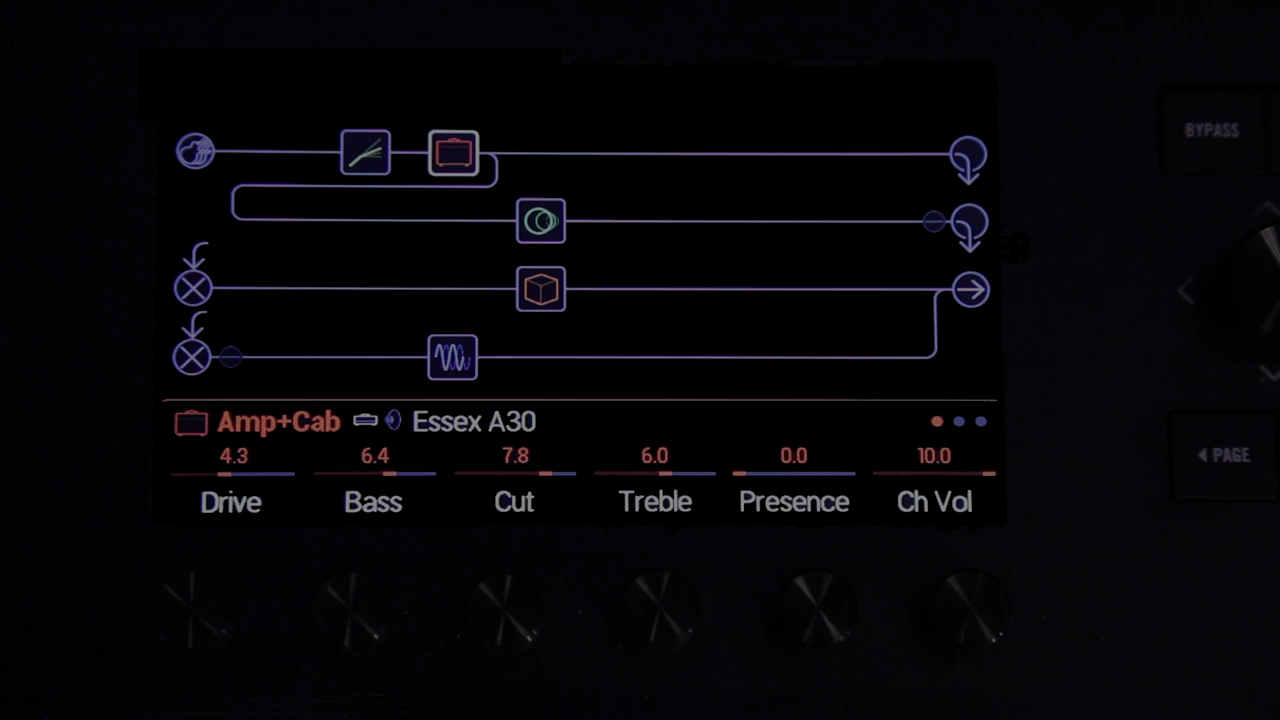 BYPASS
Amp+Cab Essex A30
4.3 6.4 7.8 6.0 0.0 10.0
PAGE
Drive Bass Cut Treble Presence Ch Vol